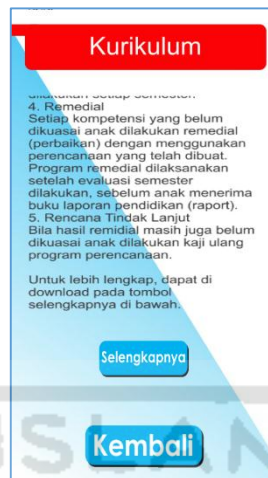 Kurikulum
dilakukan setiap semester.
4. Remedial
Setiap kompetensi yang belum
dikuasai anak dilakukan remedial
(perbaikan) dengan menggunakan
perencanaan yang telah dibuat.
Program remedial dilaksanakan
setelah evaluasi semester
dilakukan, sebelum anak menerima
buku laporan pendidikan (raport).
5. Rencana Tindak Lanjut
Bila hasil remidial masih juga belum
dikuasai anak dilakukan kaji ulang
program perencanaan.
Untuk lebih lengkap, dapat di
download pada tombol
selengkapnya di bawah.
Selengkapnya
Kembali